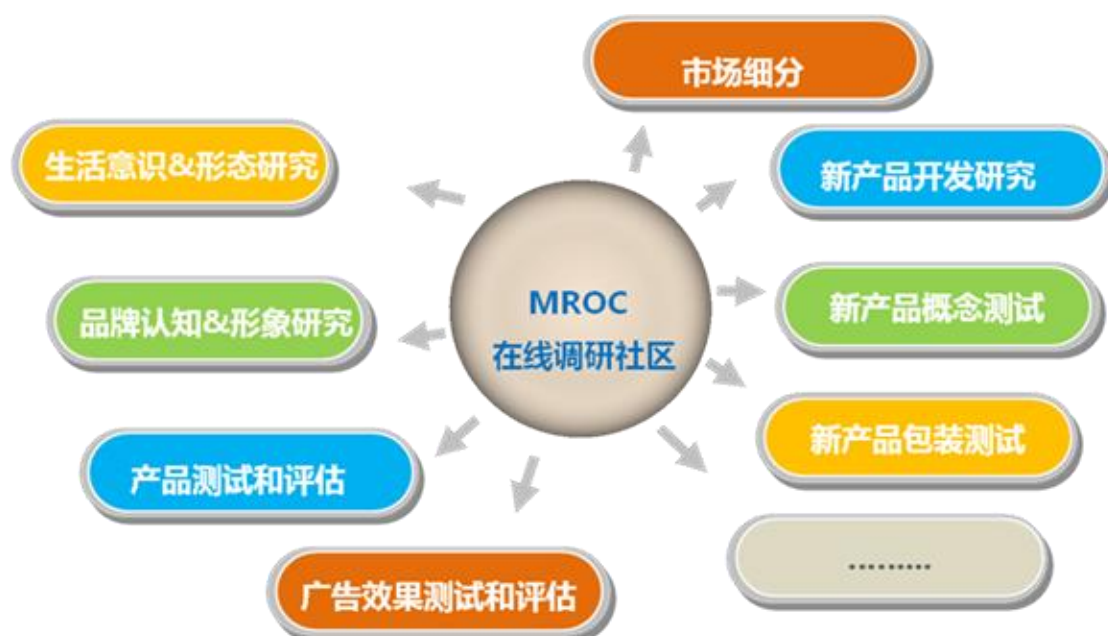 市场细分
生活意识&形态研究
新产品开发研究
MROC
在线调研社区
新产品概念测试
品牌认知&形象研究
新产品包装测试
产品测试和评估
.........
广告效果测试和评估